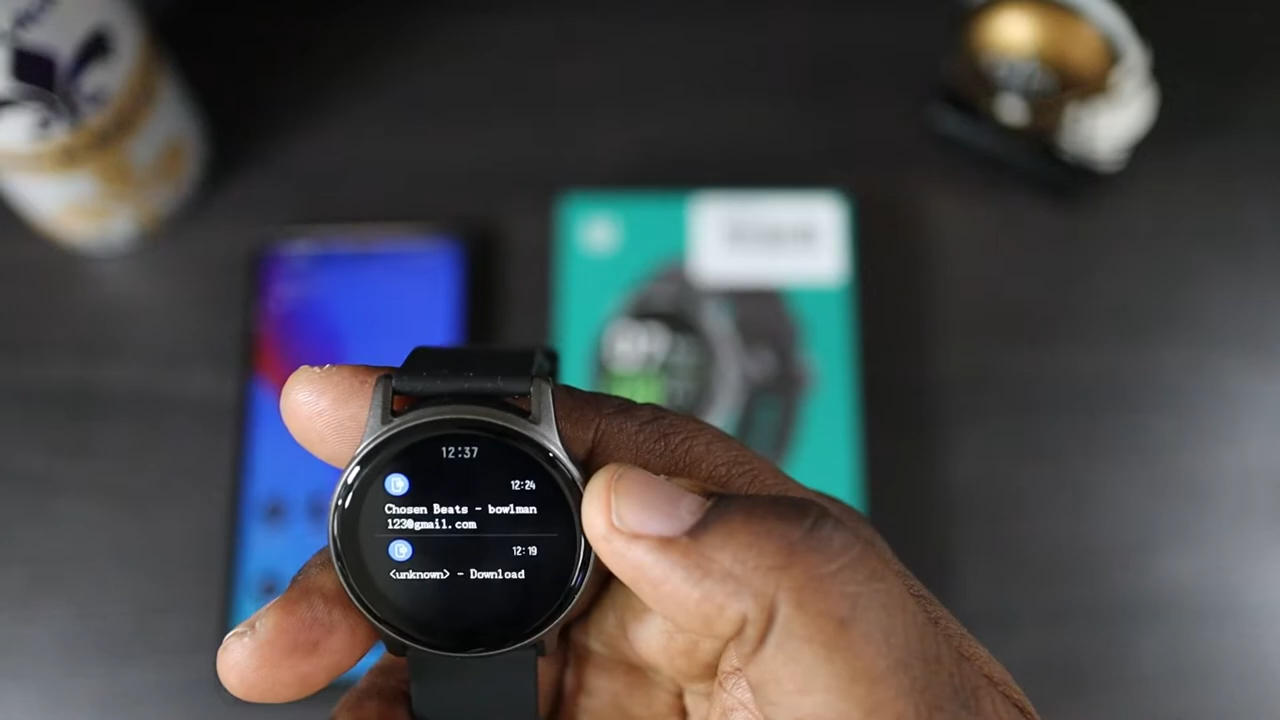 12:37
12:24
Chosen Beats - bowlman
123@gmail.com
12:19
<unknown> - Download